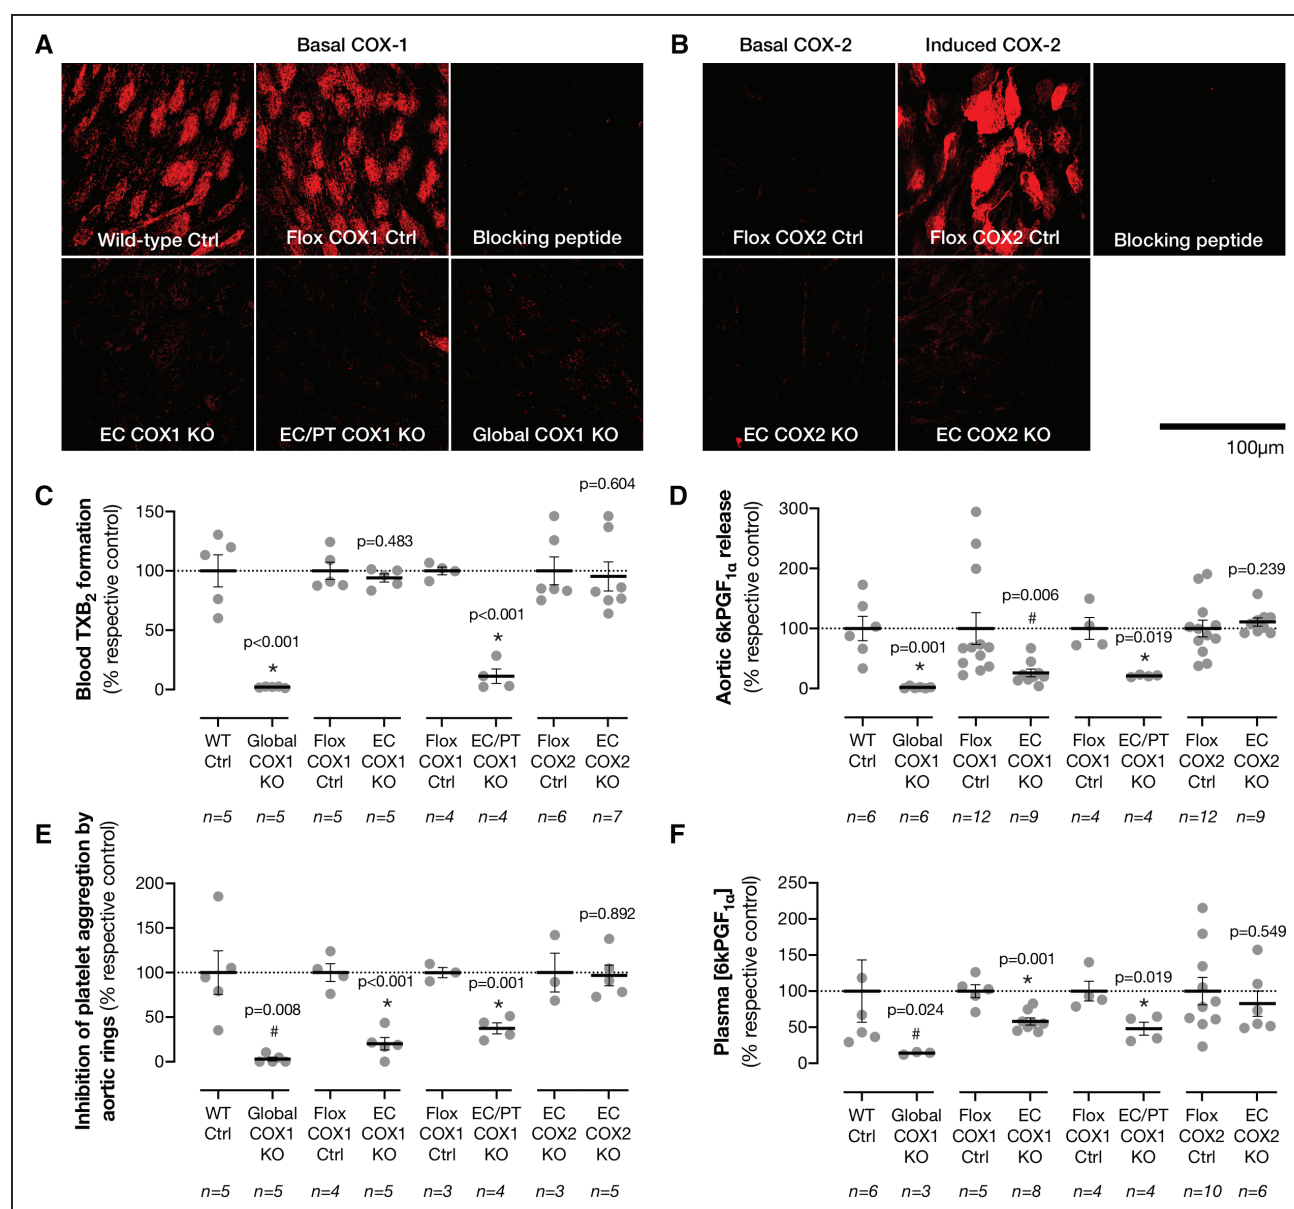 A
Basal COX-1
Wild-type Ctrl
Flox COX1 Ctrl
Blocking peptide
EC COX1 KO
EC/PT COX1 KO
Global COX1 KO
B
Basal COX-2
Induced COX-2
Flox COX2 Ctrl
Flox COX2 Ctrl
Blocking peptide
EC COX2 KO
EC COX2 KO
100µm
C
Blood TXB2 formation
(% respective control)
150
100
50
0
p<0.001
*
p=0.483
p<0.001
*
p=0.604
WT
Ctrl
Global
COX1
KO
Flox
COX1
Ctrl
EC
COX1
KO
Flox
COX1
Ctrl
EC/PT
COX1
KO
Flox
COX2
Ctrl
EC
COX2
KO
n=5
n=5
n=5
n=5
n=4
n=4
n=6
n=7
D
Aortic 6kPGF1α release
(% respective control)
300
200
100
0
p=0.001
*
p=0.006
#
p=0.019
*
p=0.239
WT
Ctrl
Global
COX1
KO
Flox
COX1
Ctrl
EC
COX1
KO
Flox
COX1
Ctrl
EC/PT
COX1
KO
Flox
COX2
Ctrl
EC
COX2
KO
n=6
n=6
n=12
n=9
n=4
n=4
n=12
n=9
E
Inhibition of platelet aggregtion by
aortic rings (% respective control)
200
150
100
50
0
p=0.008
#
p<0.001
*
p=0.001
*
p=0.892
WT
Ctrl
Global
COX1
KO
Flox
COX1
Ctrl
EC
COX1
KO
Flox
COX1
Ctrl
EC/PT
COX1
KO
EC
COX2
KO
EC
COX2
KO
n=5
n=5
n=4
n=5
n=3
n=4
n=3
n=5
F
Plasma [6kPGF1α]
(% respective control)
250
200
150
100
50
0
p=0.024
#
p=0.001
*
p=0.019
*
p=0.549
WT
Ctrl
Global
COX1
KO
Flox
COX1
Ctrl
EC
COX1
KO
Flox
COX1
Ctrl
EC/PT
COX1
KO
Flox
COX2
Ctrl
EC
COX2
KO
n=6
n=3
n=5
n=8
n=4
n=4
n=10
n=6